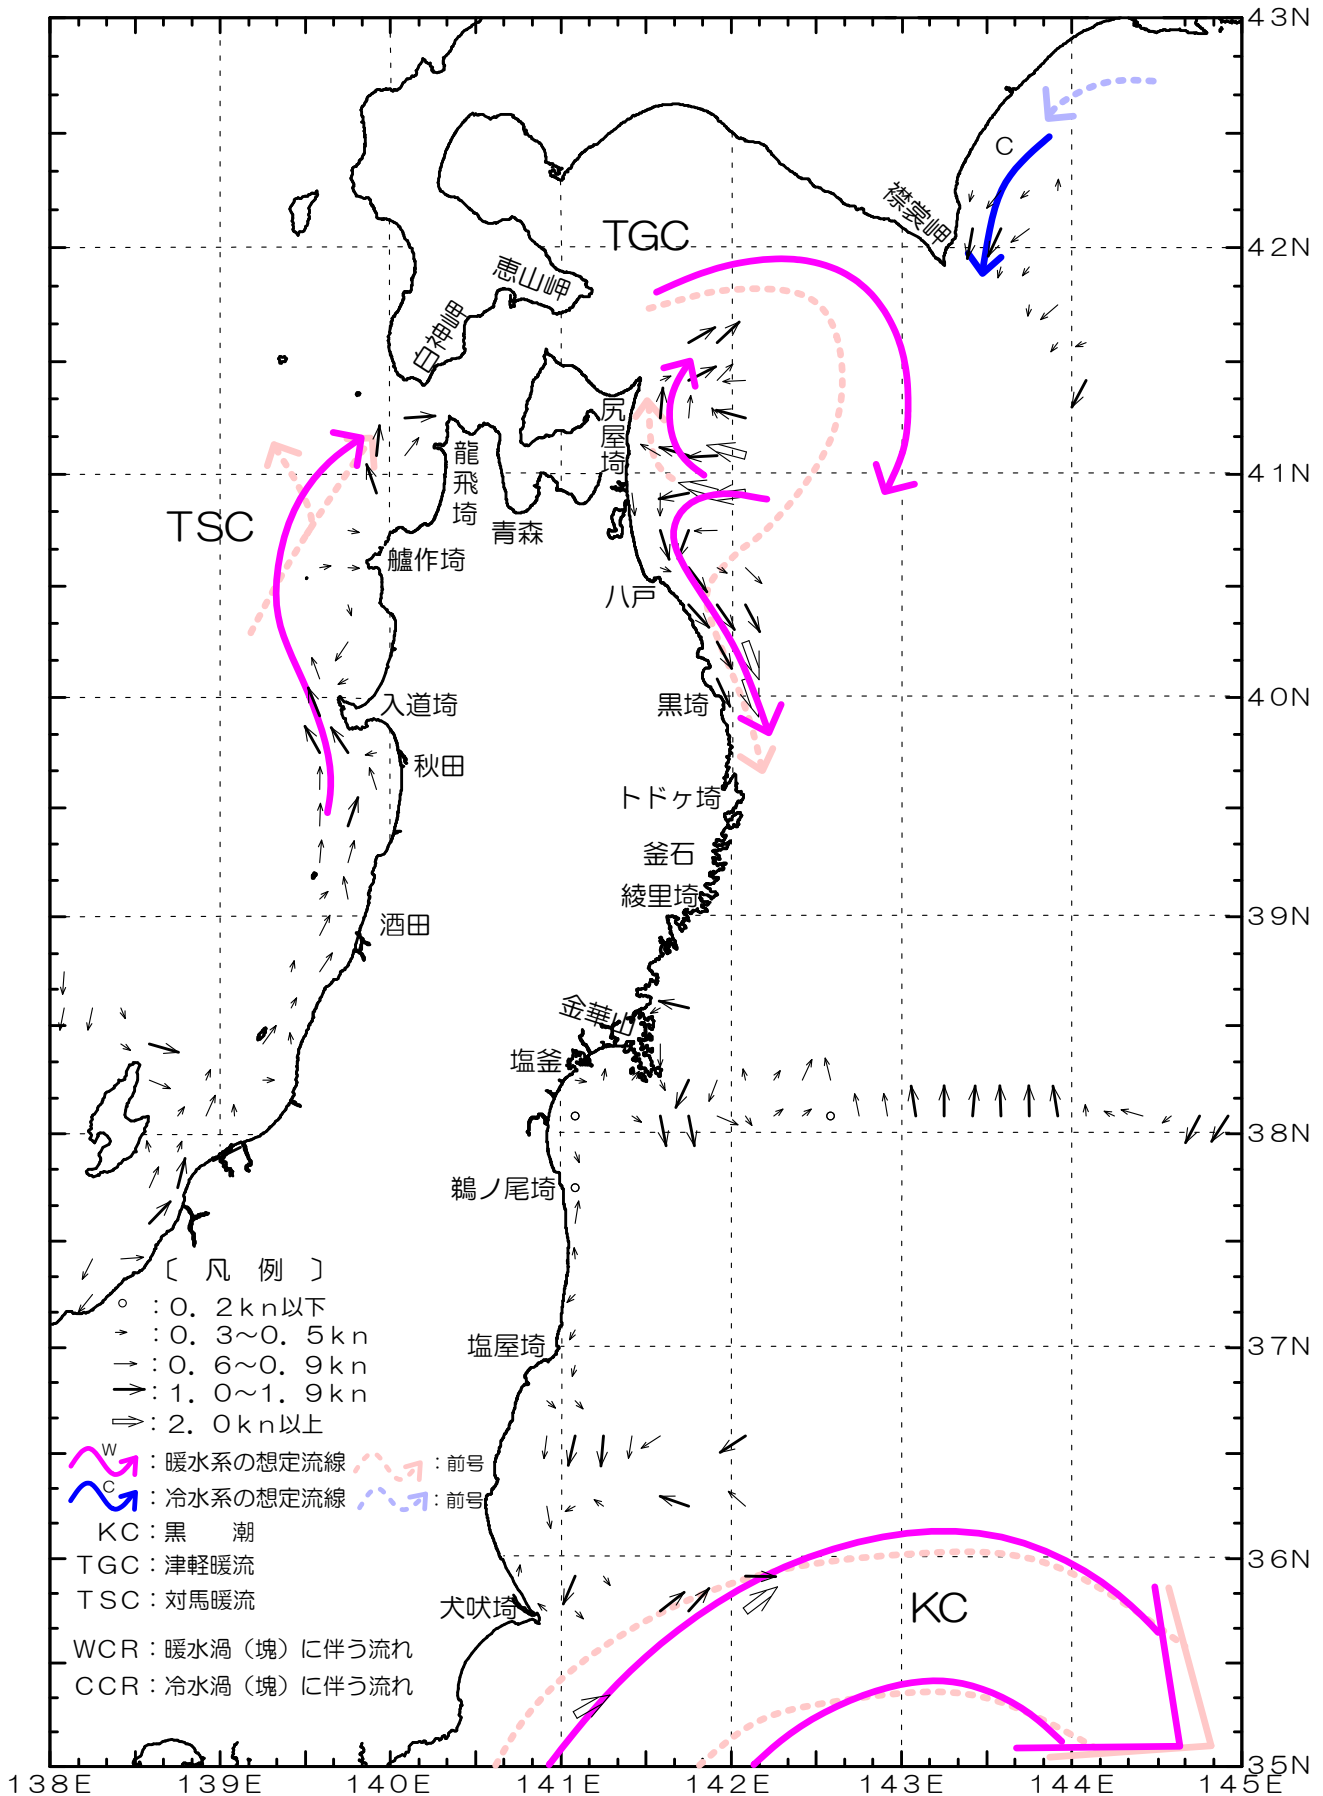 43N
C
襟裳岬
TGC
42N
恵山岬
白神岬
尻屋埼
龍飛埼
41N
TSC
青森
艫作埼
八戸
入道埼
黒埼
40N
秋田
トドヶ埼
釜石
綾里埼
39N
酒田
金華山
塩釜
38N
鵜ノ尾埼
〔 凡 例 〕
：０．２ｋｎ以下
：０．３～０．５ｋｎ
：０．６～０．９ｋｎ
：１．０～１．９ｋｎ
：２．０ｋｎ以上
W
：暖水系の想定流線
：前号
C
：冷水系の想定流線
：前号
KC：黒　　潮
TGC：津軽暖流
TSC：対馬暖流
WCR：暖水渦（塊）に伴う流れ
CCR：冷水渦（塊）に伴う流れ
塩屋埼
37N
36N
犬吠埼
KC
35N
138E 139E 140E 141E 142E 143E 144E 145E